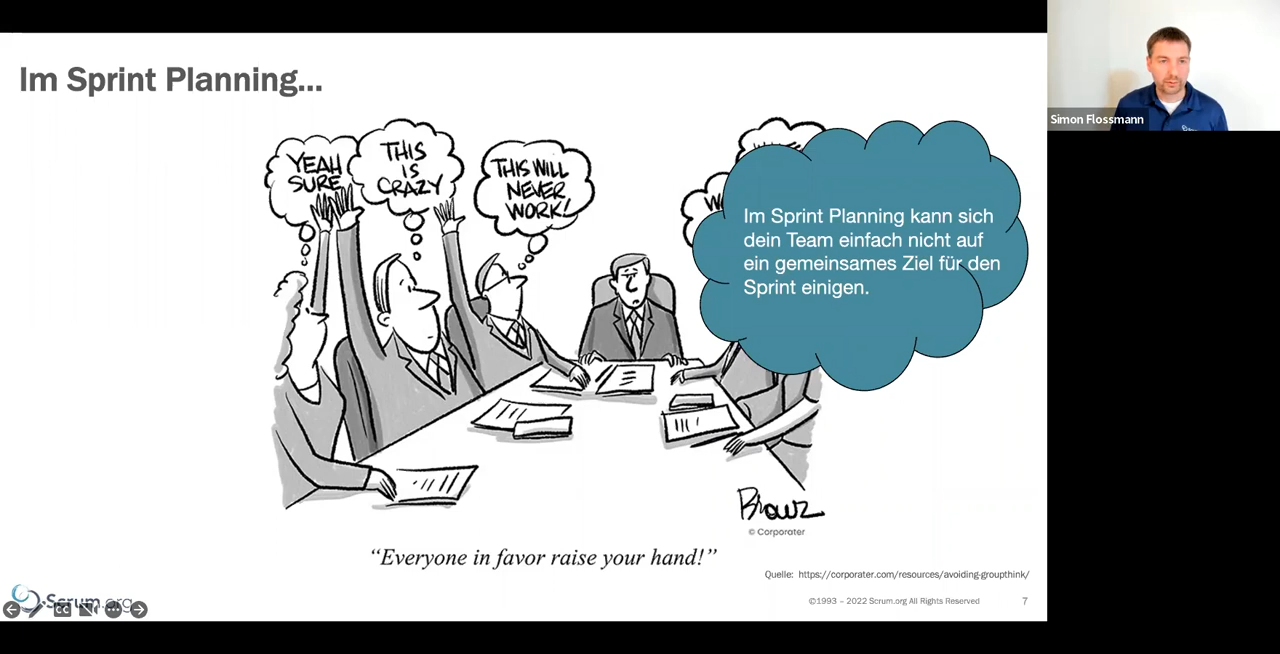 Im Sprint Planning...
Simon Flossmann
YEAH
SURE
THIS
IS
CRAZY
THIS WILL
NEVER
WORK!
Im Sprint Planning kann sich
dein Team einfach nicht auf
ein gemeinsames Ziel für den
Sprint einigen.
© Corporater
“Everyone in favor raise your hand!”
Quelle: https://corporater.com/resources/avoiding-groupthink/
Scrum.org
©1993 – 2022 Scrum.org All Rights Reserved
7